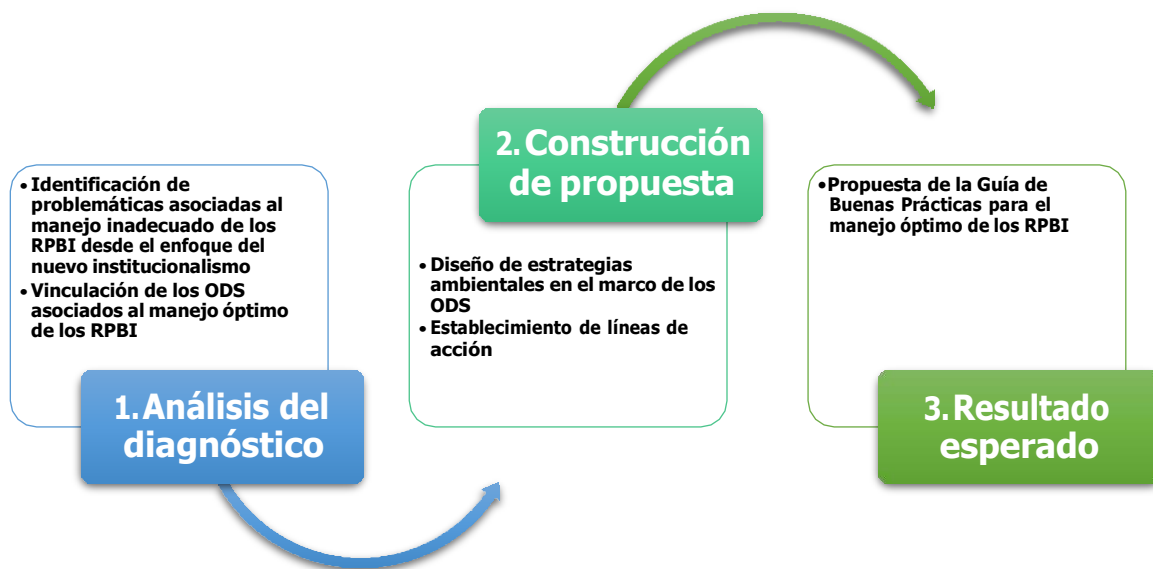 • Identificación de
problemáticas asociadas al
manejo inadecuado de los
RPBI desde el enfoque del
nuevo institucionalismo
• Vinculación de los ODS
asociados al manejo óptimo
de los RPBI
1. Análisis del
diagnóstico
2. Construcción
de propuesta
• Diseño de estrategias
ambientales en el marco de los
ODS
• Establecimiento de líneas de
acción
• Propuesta de la Guía de
Buenas Prácticas para el
manejo óptimo de los RPBI
3. Resultado
esperado